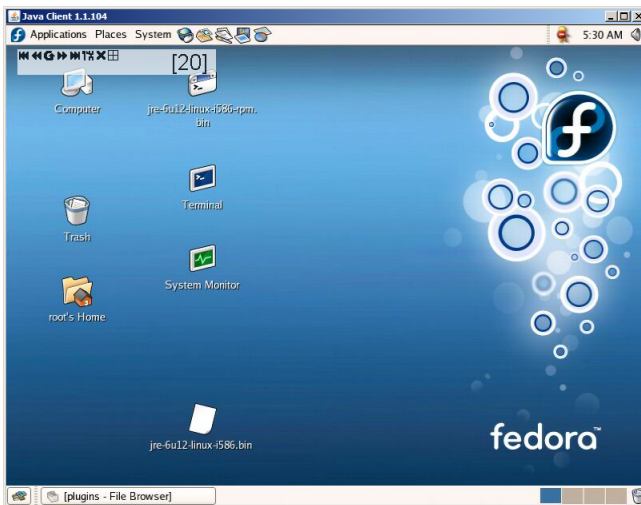 Java Client 1.1.104
Applications Places System
5:30 AM
[20]
Computer
jre-6u12-linux-i586-rpm.
bin
Terminal
Trash
System Monitor
root's Home
jre-6u12-linux-i586.bin
fedora™
[plugins - File Browser]